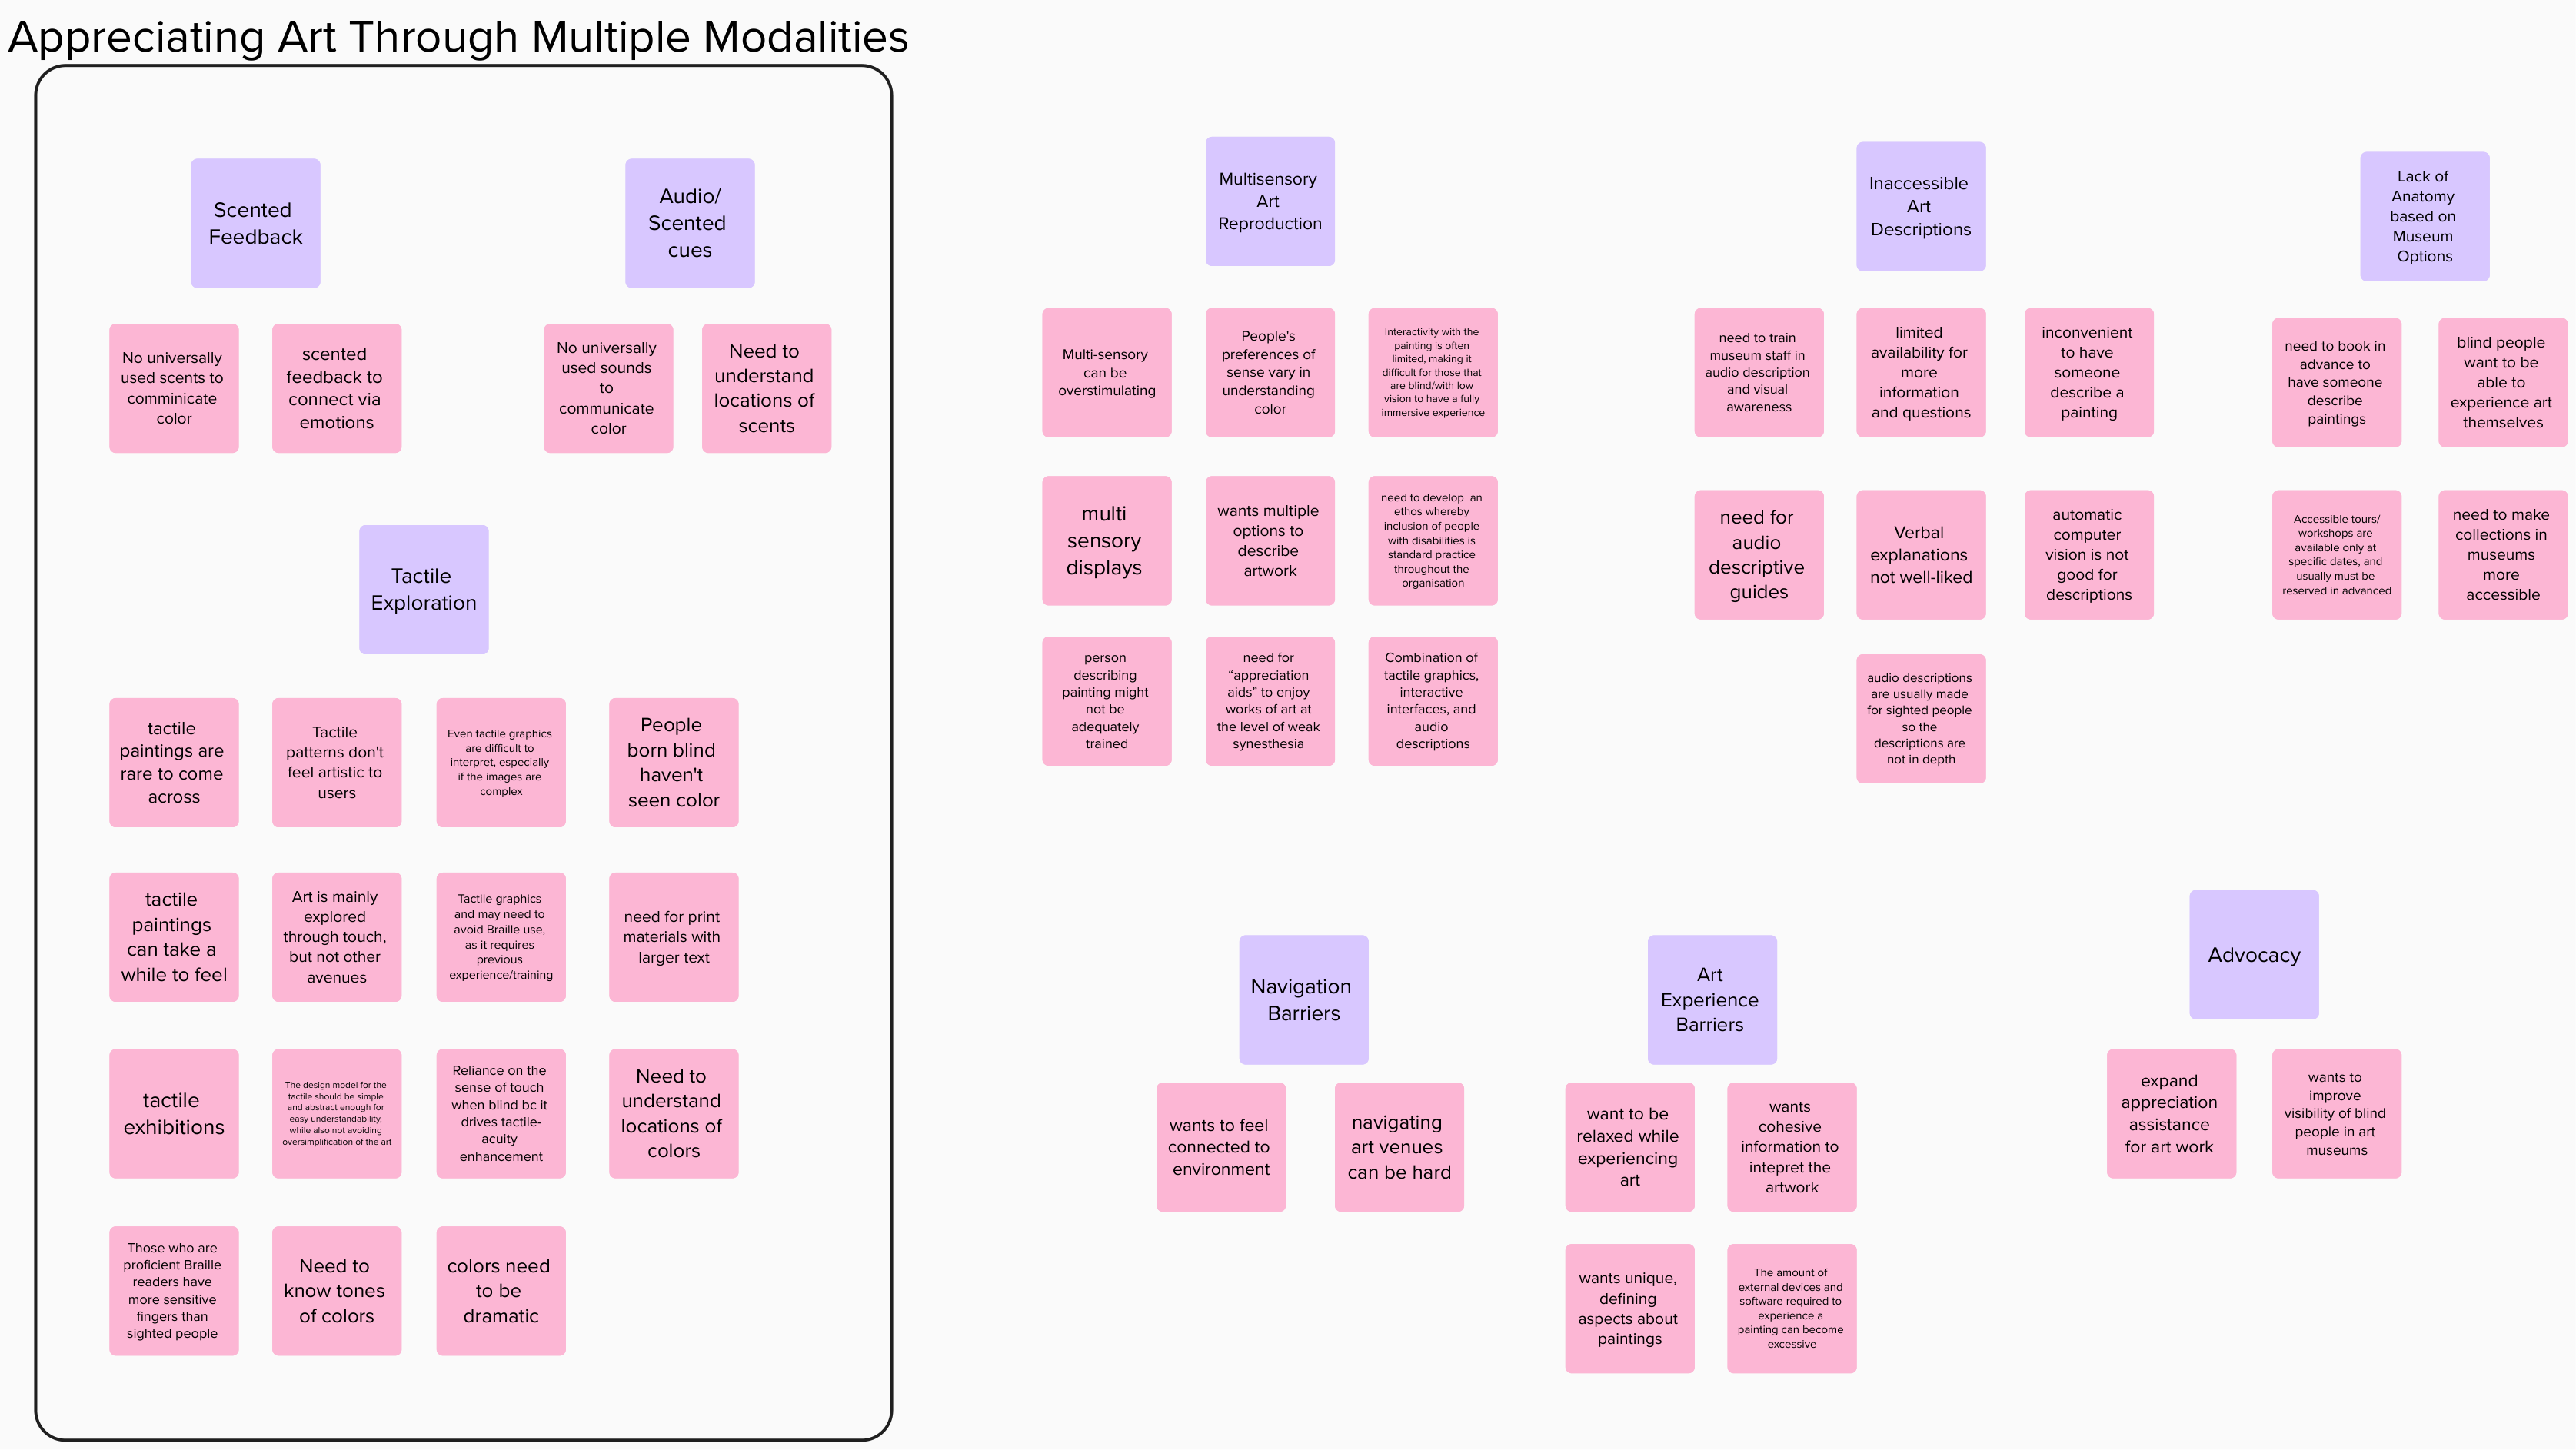 Appreciating Art Through Multiple Modalities
Scented
Feedback
No universally
used scents to
comminicate
color
scented
feedback to
connect via
emotions
Audio/
Scented
cues
No universally
used sounds
to
communicate
color
Need to
understand
locations of
scents
Tactile
Exploration
tactile
paintings are
rare to come
across
Tactile
patterns don't
feel artistic to
users
Even tactile graphics
are difficult to
interpret, especially
if the images are
complex
People
born blind
haven't
seen color
tactile
paintings
can take a
while to feel
Art is mainly
explored
through touch,
but not other
avenues
Tactile graphics
and may need to
avoid Braille use,
as it requires
previous
experience/training
need for print
materials with
larger text
tactile
exhibitions
The design model for the
tactile should be simple
and abstract enough for
easy understandability,
while also not avoiding
oversimplification of the art
Reliance on the
sense of touch
when blind bc it
drives tactile-
acuity
enhancement
Need to
understand
locations of
colors
Those who are
proficient Braille
readers have
more sensitive
fingers than
sighted people
Need to
know tones
of colors
colors need
to be
dramatic
Multisensory
Art
Reproduction
Multi-sensory
can be
overstimulating
People's
preferences of
sense vary in
understanding
color
Interactivity with the
painting is often
limited, making it
difficult for those that
are blind/with low
vision to have a fully
immersive experience
multi
sensory
displays
wants multiple
options to
describe
artwork
need to develop an
ethos whereby
inclusion of people
with disabilities is
standard practice
throughout the
organisation
person
describing
painting might
not be
adequately
trained
need for
“appreciation
aids” to enjoy
works of art at
the level of weak
synesthesia
Combination of
tactile graphics,
interactive
interfaces, and
audio
descriptions
Inaccessible
Art
Descriptions
need to train
museum staff in
audio description
and visual
awareness
limited
availability for
more
information
and questions
inconvenient
to have
someone
describe a
painting
need for
audio
descriptive
guides
Verbal
explanations
not well-liked
automatic
computer
vision is not
good for
descriptions
audio descriptions
are usually made
for sighted people
so the
descriptions are
not in depth
Lack of
Anatomy
based on
Museum
Options
need to book in
advance to
have someone
describe
paintings
blind people
want to be
able to
experience art
themselves
Accessible tours/
workshops are
available only at
specific dates, and
usually must be
reserved in advanced
need to make
collections in
museums
more
accessible
Navigation
Barriers
wants to feel
connected to
environment
navigating
art venues
can be hard
Art
Experience
Barriers
want to be
relaxed while
experiencing
art
wants
cohesive
information to
intepret the
artwork
wants unique,
defining
aspects about
paintings
The amount of
external devices and
software required to
experience a
painting can become
excessive
Advocacy
expand
appreciation
assistance
for art work
wants to
improve
visibility of blind
people in art
museums